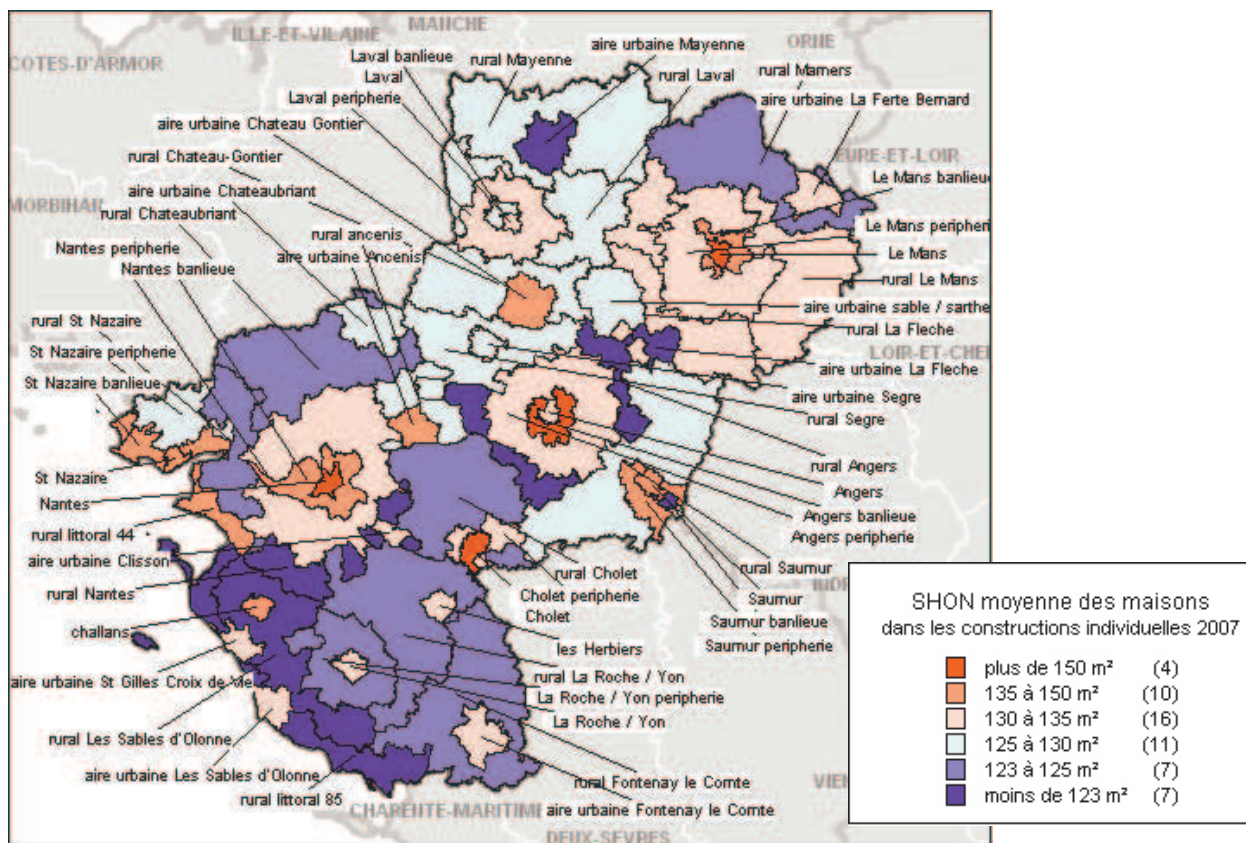 MANCHE
ILLE-ET-VILAINE
ORNE
COTES-D'ARMOR
aire urbaine Mayenne
Laval banlieue
rural Mayenne
Laval
rural Laval
rural Mamers
Laval peripherie
aire urbaine La Ferte Bernard
aire urbaine Chateau Gontier
rural Chateau-Gontier
EURE-ET-LOIR
Le Mans banlieue
aire urbaine Chateaubriant
MORBIHAN
rural Chateaubriant
Le Mans peripheri
rural ancenis
Nantes peripherie
aire urbaine Ancenis
Le Mans
Nantes banlieue
rural Le Mans
aire urbaine sable / sarthe
rural St Nazaire
rural La Fleche
St Nazaire peripherie
LOIR-ET-CHER
aire urbaine La Fleche
St Nazaire banlieue
aire urbaine Segre
rural Segre
rural Angers
St Nazaire
Angers
Nantes
Angers banlieue
rural littoral 44
Angers peripherie
aire urbaine Clisson
rural Saumur
rural Cholet
INDR
rural Nantes
Cholet peripherie
Saumur
Cholet
Saumur banlieue
challans
les Herbiers
Saumur peripherie
aire urbaine St Gilles Croix de Vie
rural La Roche / Yon
La Roche / Yon peripherie
La Roche / Yon
rural Les Sables d'Olonne
aire urbaine Les Sables d'Olonne
rural Fontenay le Comte
VIEN
rural littoral 85
CHARENTE-MARITIME
aire urbaine Fontenay le Comte
DEUX-SEVRES
SHON moyenne des maisons
dans les constructions individuelles 2007
plus de 150 m² (4)
135 à 150 m² (10)
130 à 135 m² (16)
125 à 130 m² (11)
123 à 125 m² (7)
moins de 123 m² (7)